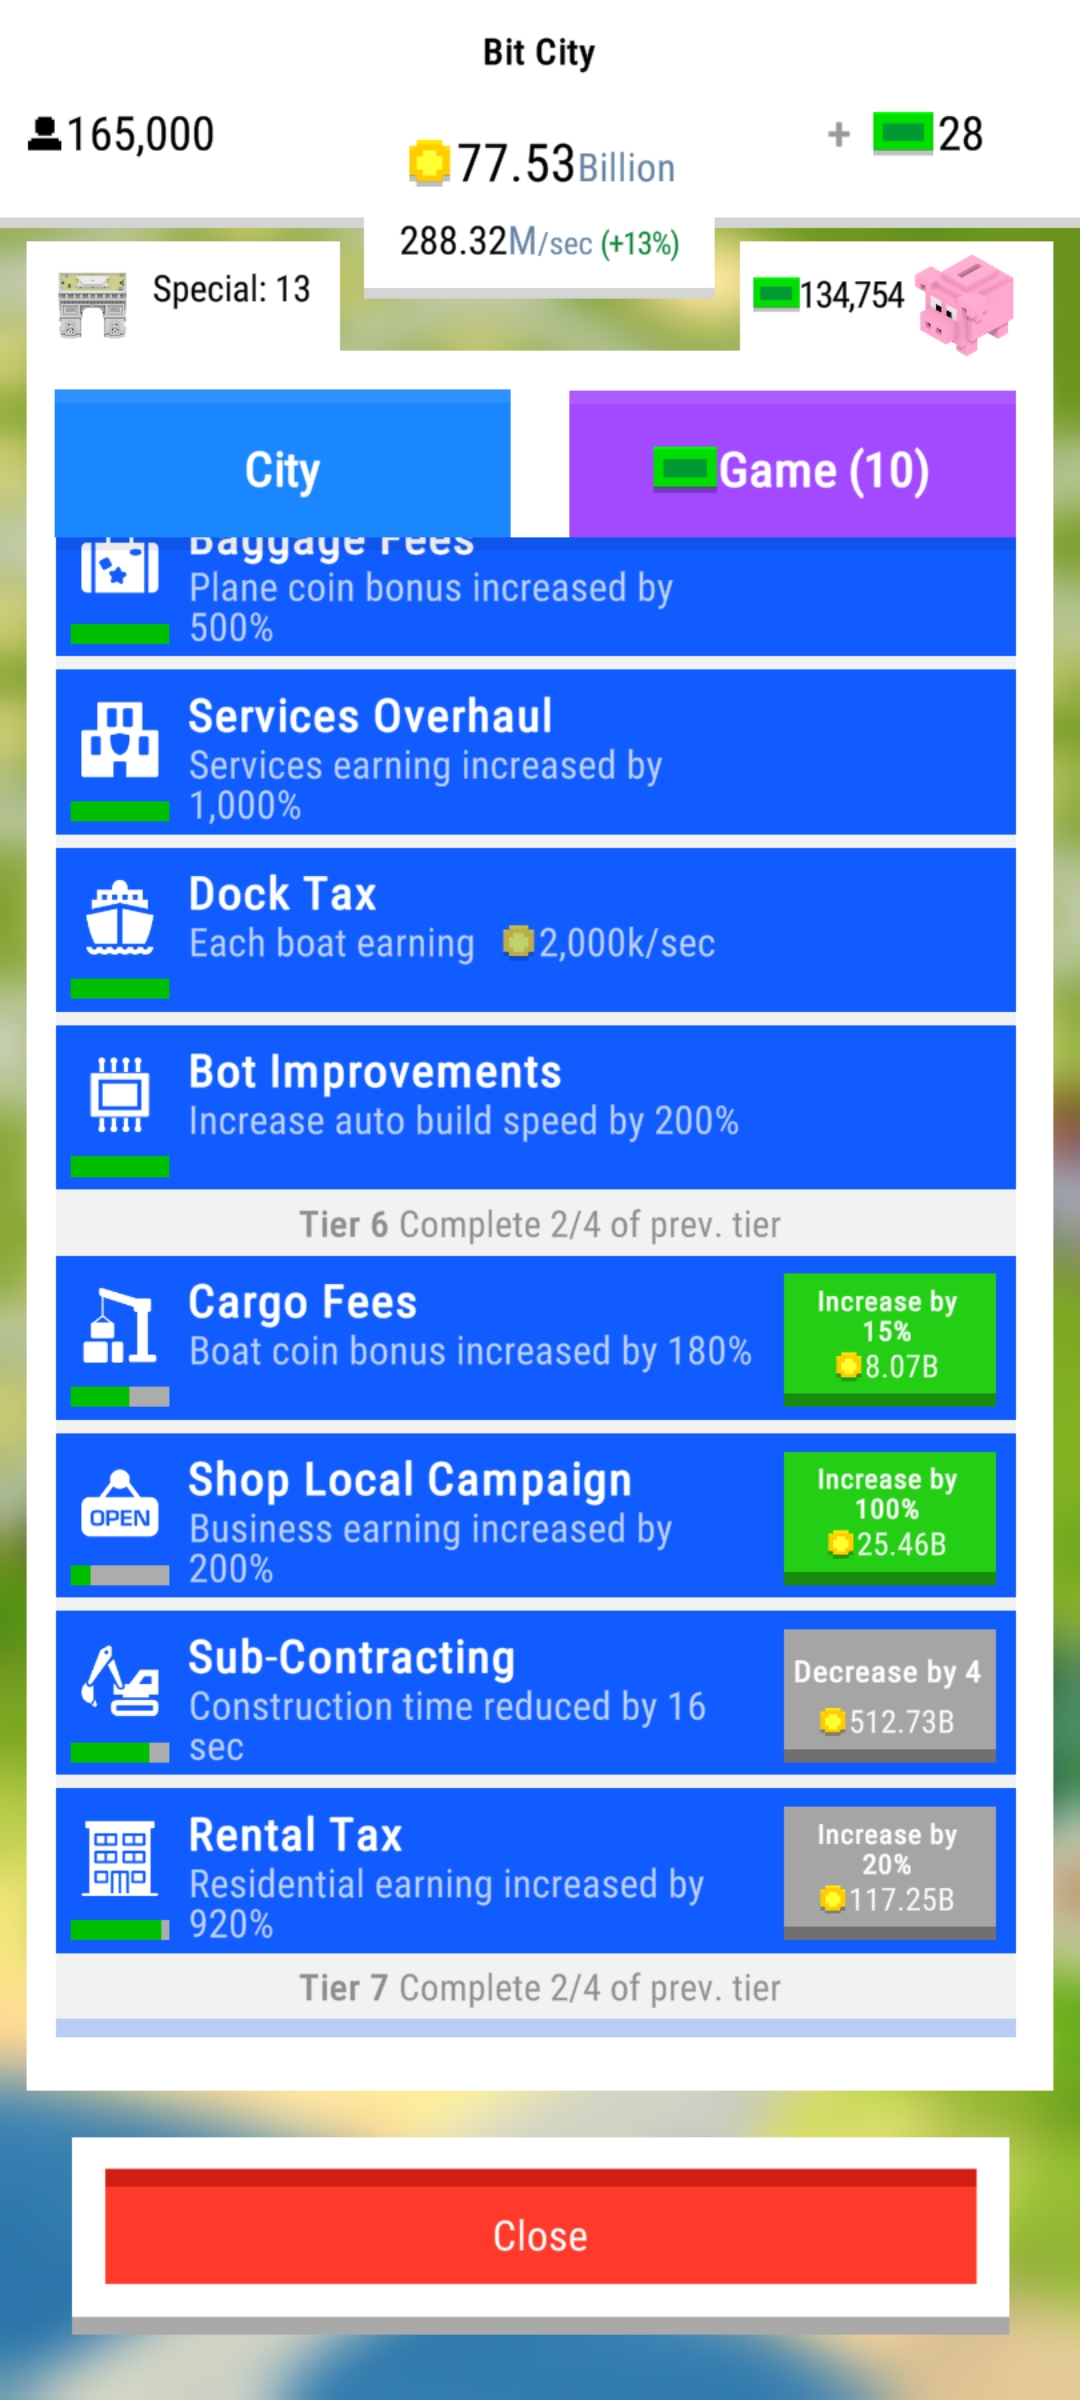 Bit City
165,000
77.53 Billion
+ 28
288.32M/sec (+13%)
Special: 13
134,754
City
Game (10)
Baggage Fees
Plane coin bonus increased by
500%
Services Overhaul
Services earning increased by
1,000%
Dock Tax
Each boat earning 2,000k/sec
Bot Improvements
Increase auto build speed by 200%
Tier 6 Complete 2/4 of prev. tier
Cargo Fees
Boat coin bonus increased by 180%
Increase by
15%
8.07B
Shop Local Campaign
OPEN
Business earning increased by
200%
Increase by
100%
25.46B
Sub-Contracting
Construction time reduced by 16
sec
Decrease by 4
512.73B
Rental Tax
Residential earning increased by
920%
Increase by
20%
117.25B
Tier 7 Complete 2/4 of prev. tier
Close